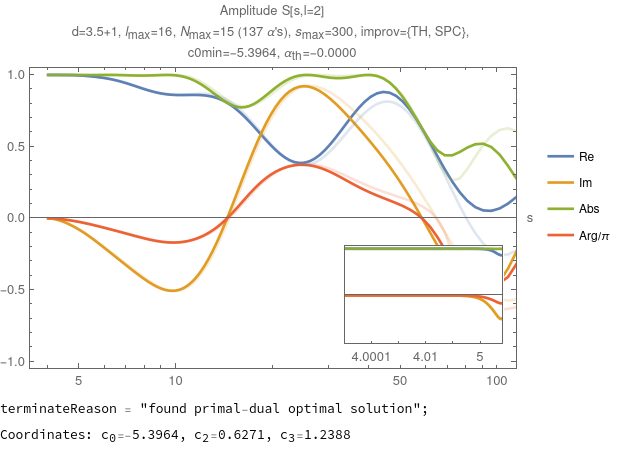 Amplitude S[s,l=2]
d=3.5+1, lmax=16, Nmax=15 (137 α's), smax=300, improv={TH, SPC},
c0min=−5.3964, αth=−0.0000
1.0
0.5
0.0
−0.5
−1.0
s
Re
Im
Abs
Arg/π
4.0001 4.01 5
5 10 50 100
terminateReason = "found primal-dual optimal solution";
Coordinates: c0=-5.3964, c2=0.6271, c3=1.2388